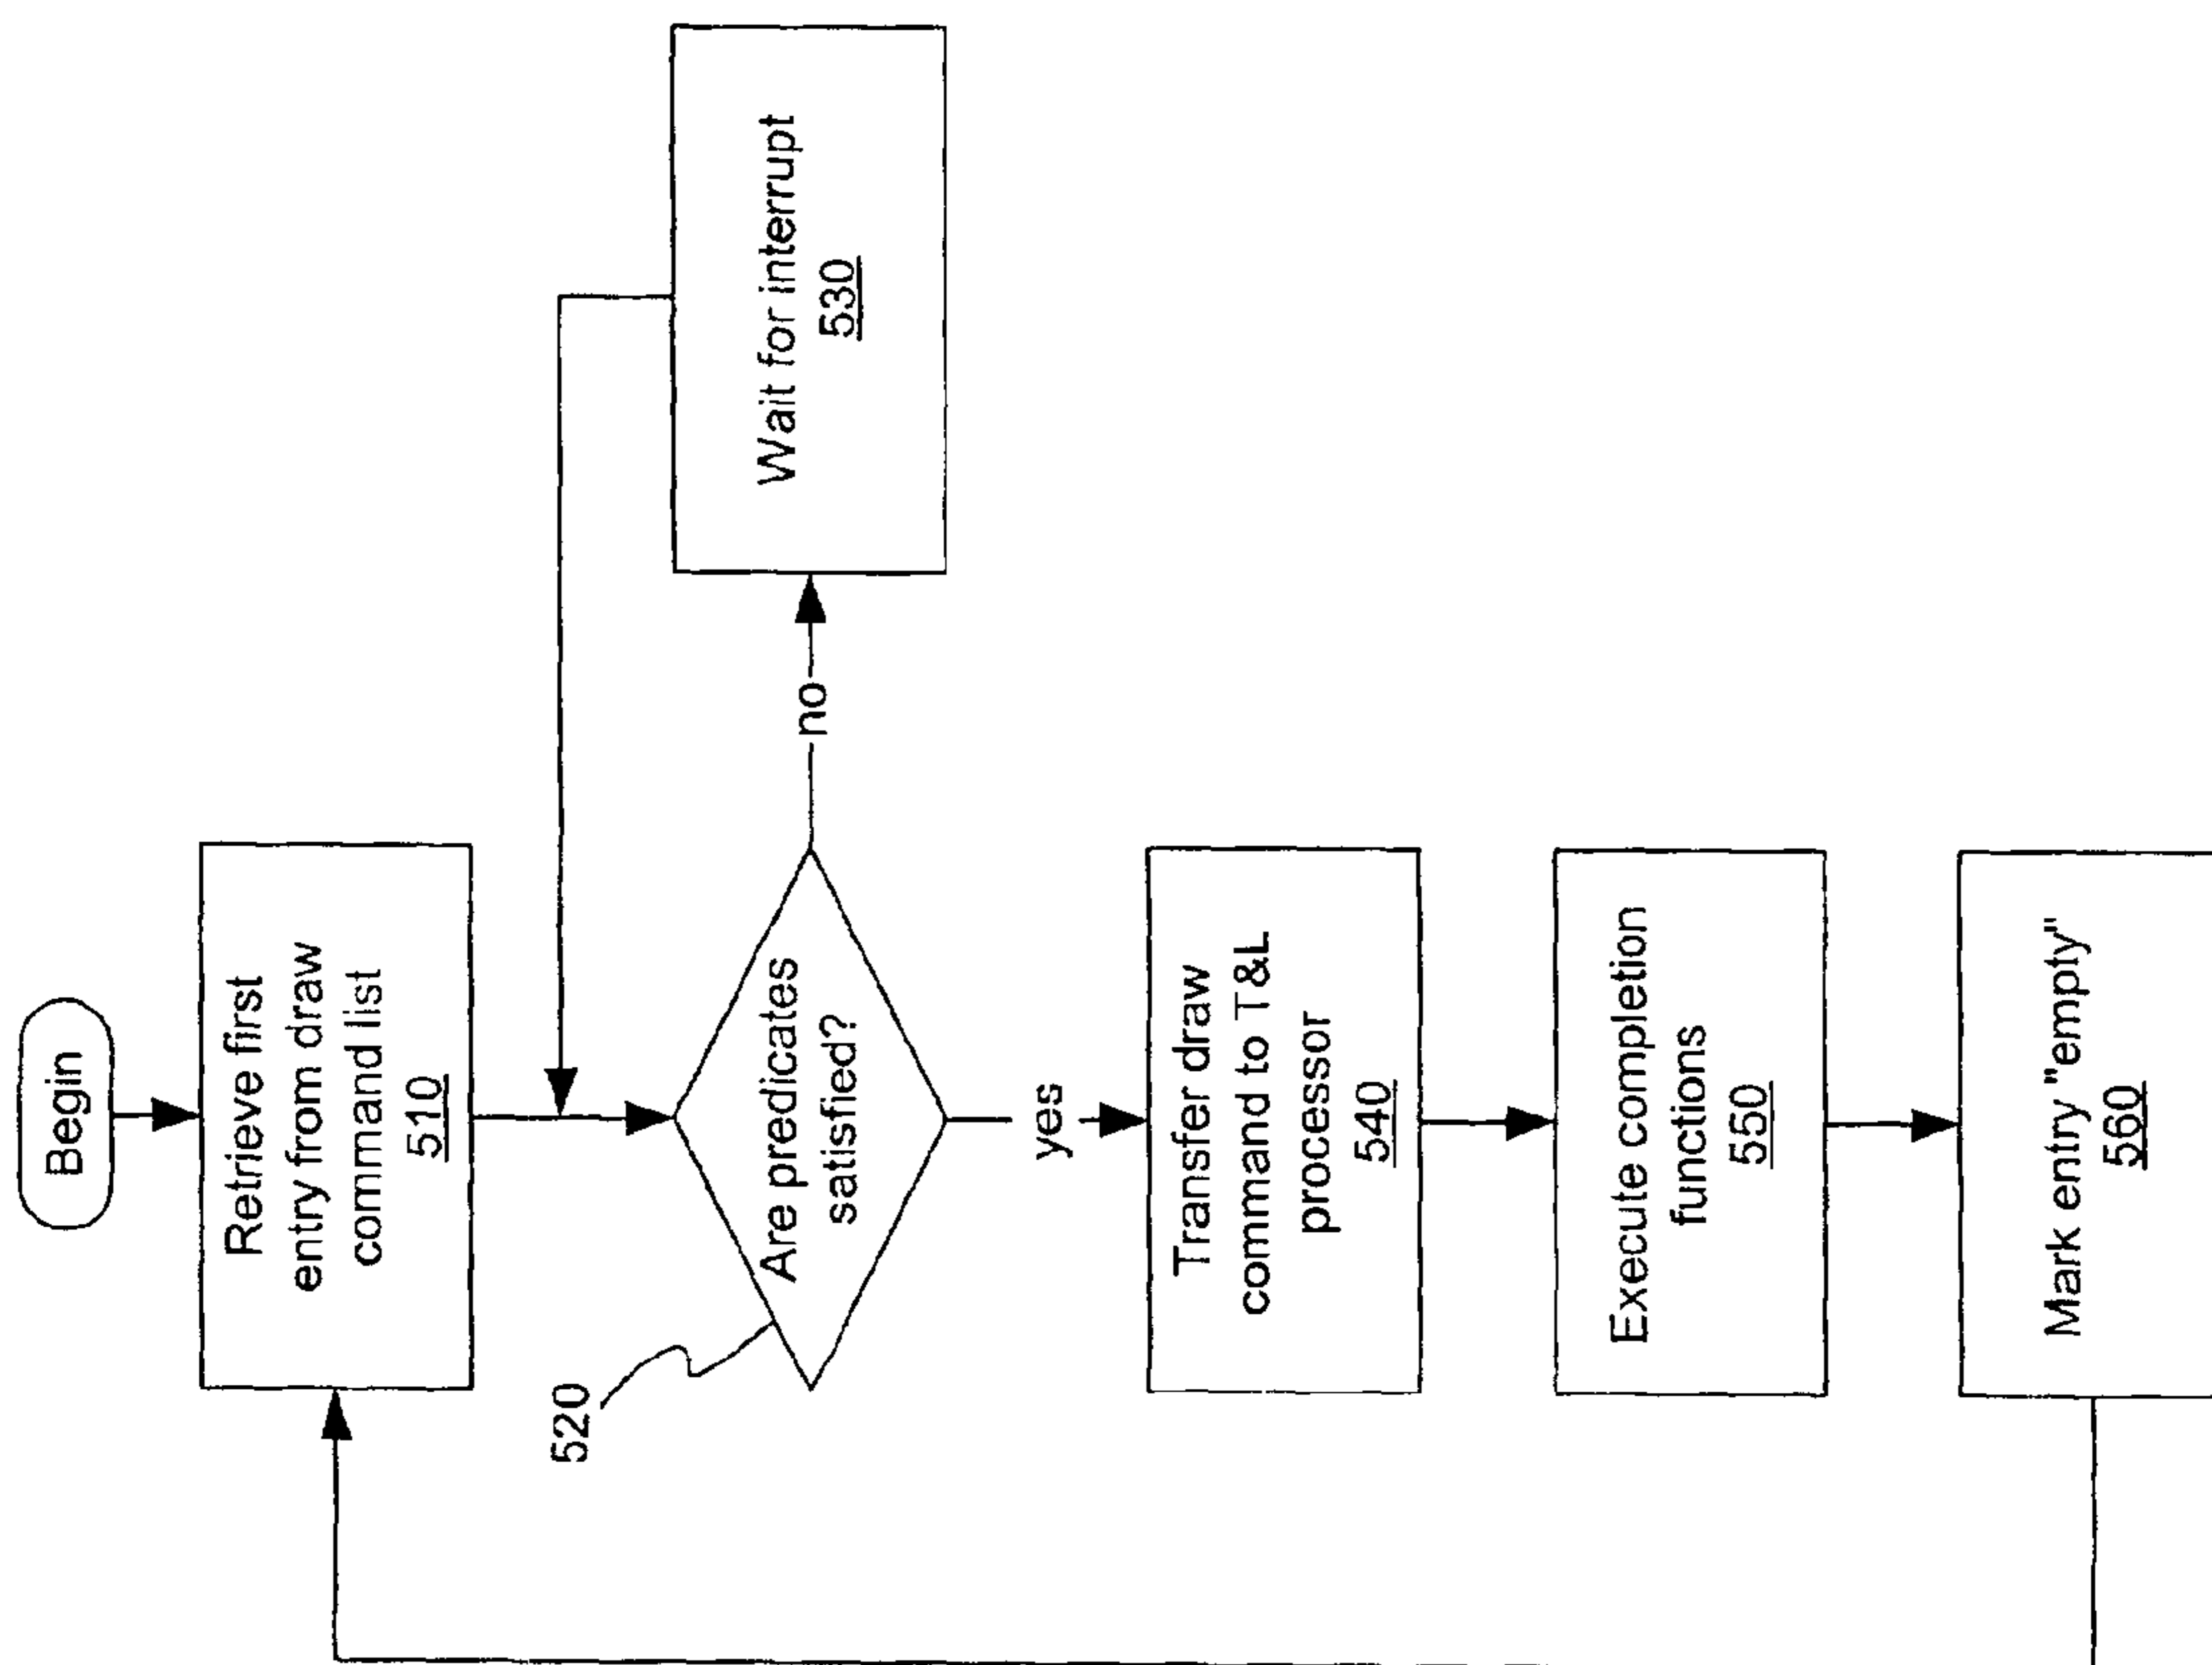 Begin
Retrieve first
entry from draw
command list
510
520
Are predicates
satisfied?
no
Wait for interrupt
530
yes
Transfer draw
command to T&L
processor
540
Execute completion
functions
550
Mark entry "empty"
560